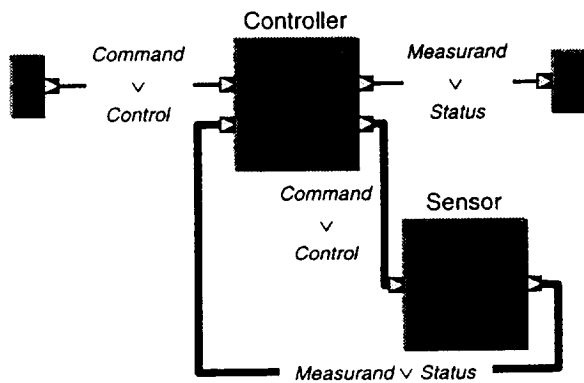 Controller
Command
∨
Control
Measurand
∨
Status
Command
∨
Control
Sensor
Measurand ∨ Status